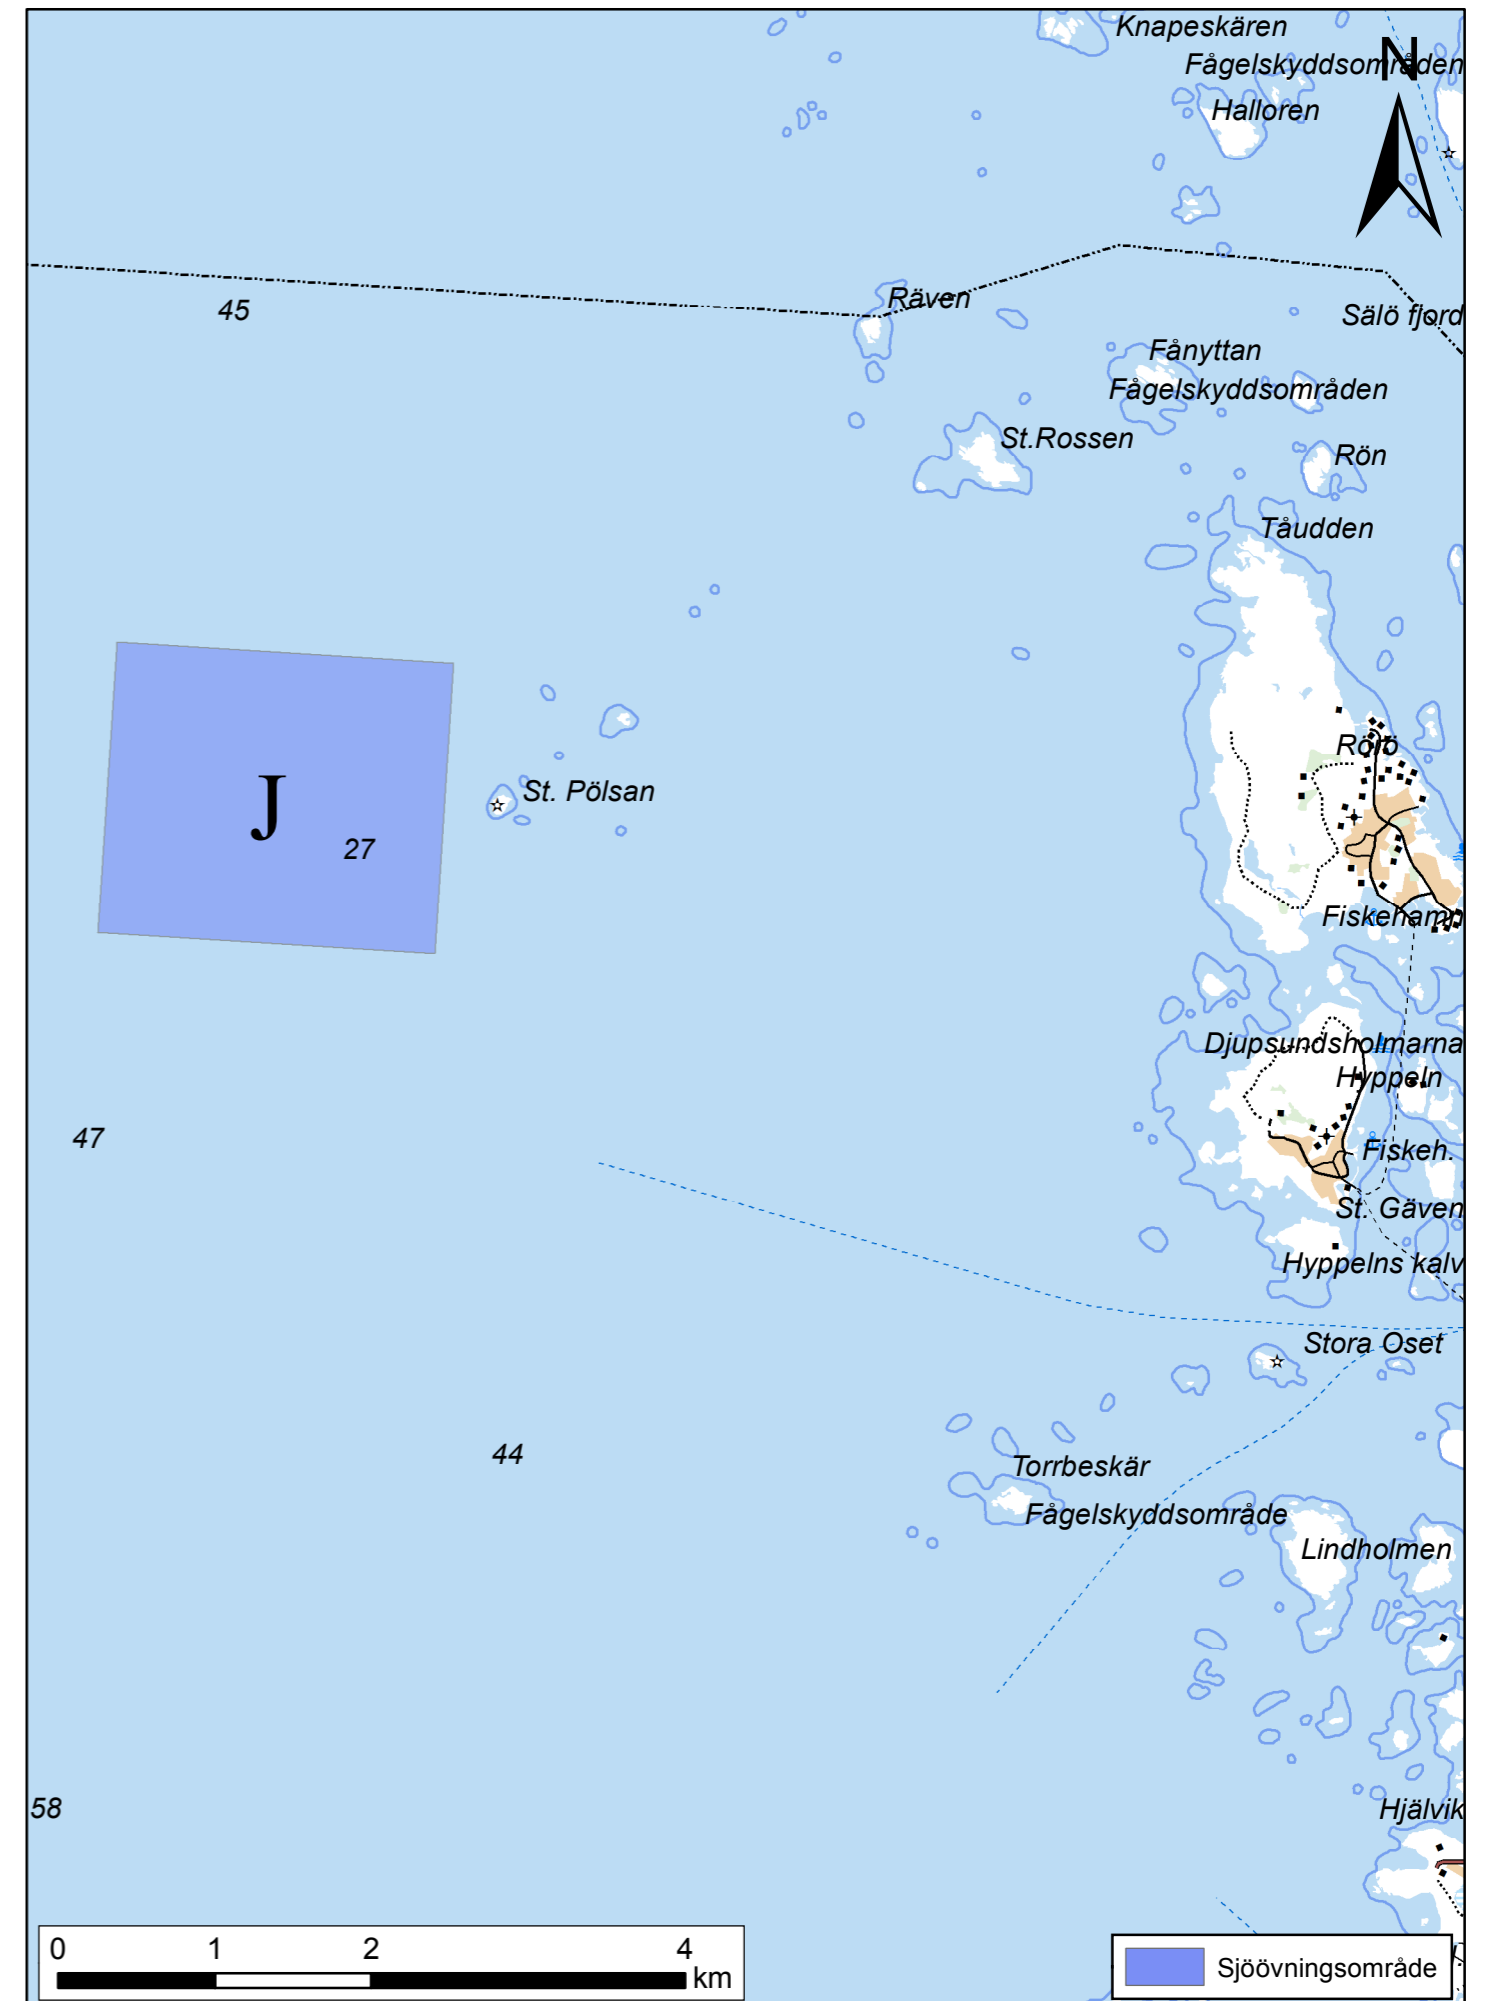 Knapeskären
N
Fågelskyddsområden
Halloren
Räven
45
Sälö fjord
Fånyttan
Fågelskyddsområden
St.Rossen
Rön
Tåudden
Rörö
St. Pölsan
J
27
Fiskehamn
Djupsundsholmarna
Hyppeln
47
Fiskeh.
St. Gäven
Hyppelns kalv
Stora Oset
44
Torrbeskär
Fågelskyddsområde
Lindholmen
58
Hjälvik
0 1 2 4
km
Sjöövningsområde